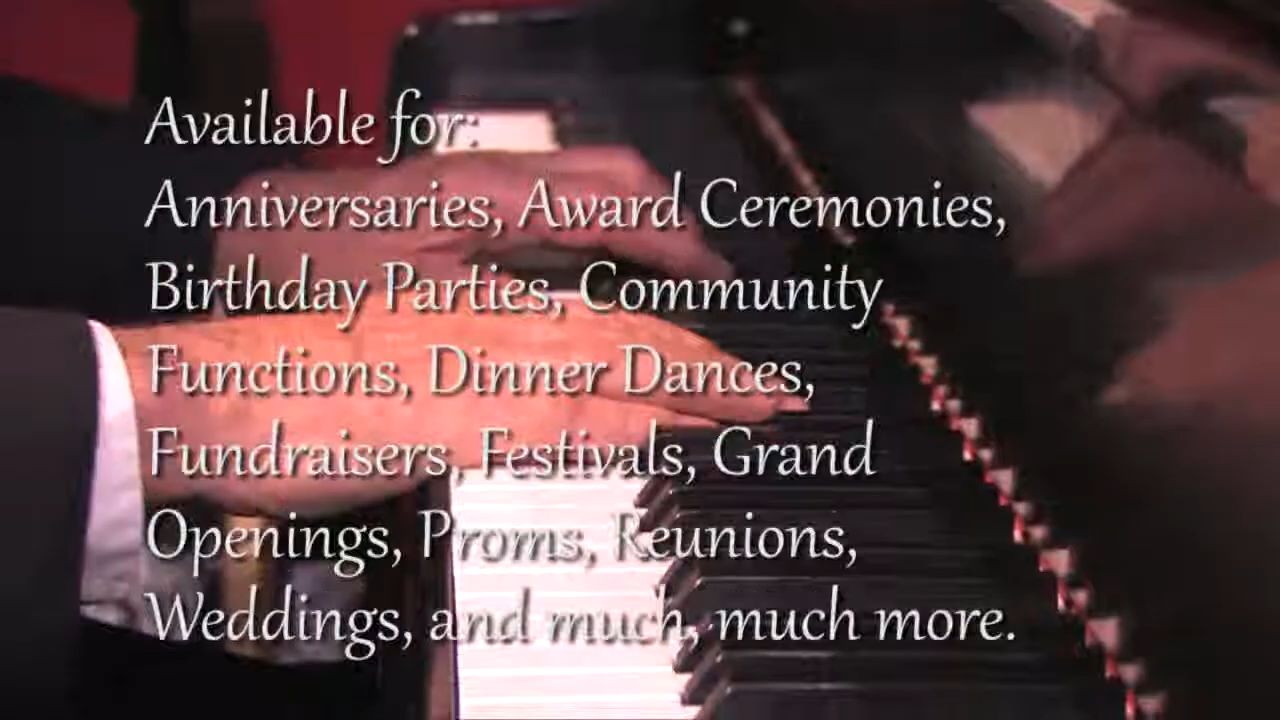 Available for:
Anniversaries, Award Ceremonies,
Birthday Parties, Community
Functions, Dinner Dances,
Fundraisers, Festivals, Grand
Openings, Proms, Reunions,
Weddings, and much, much more.